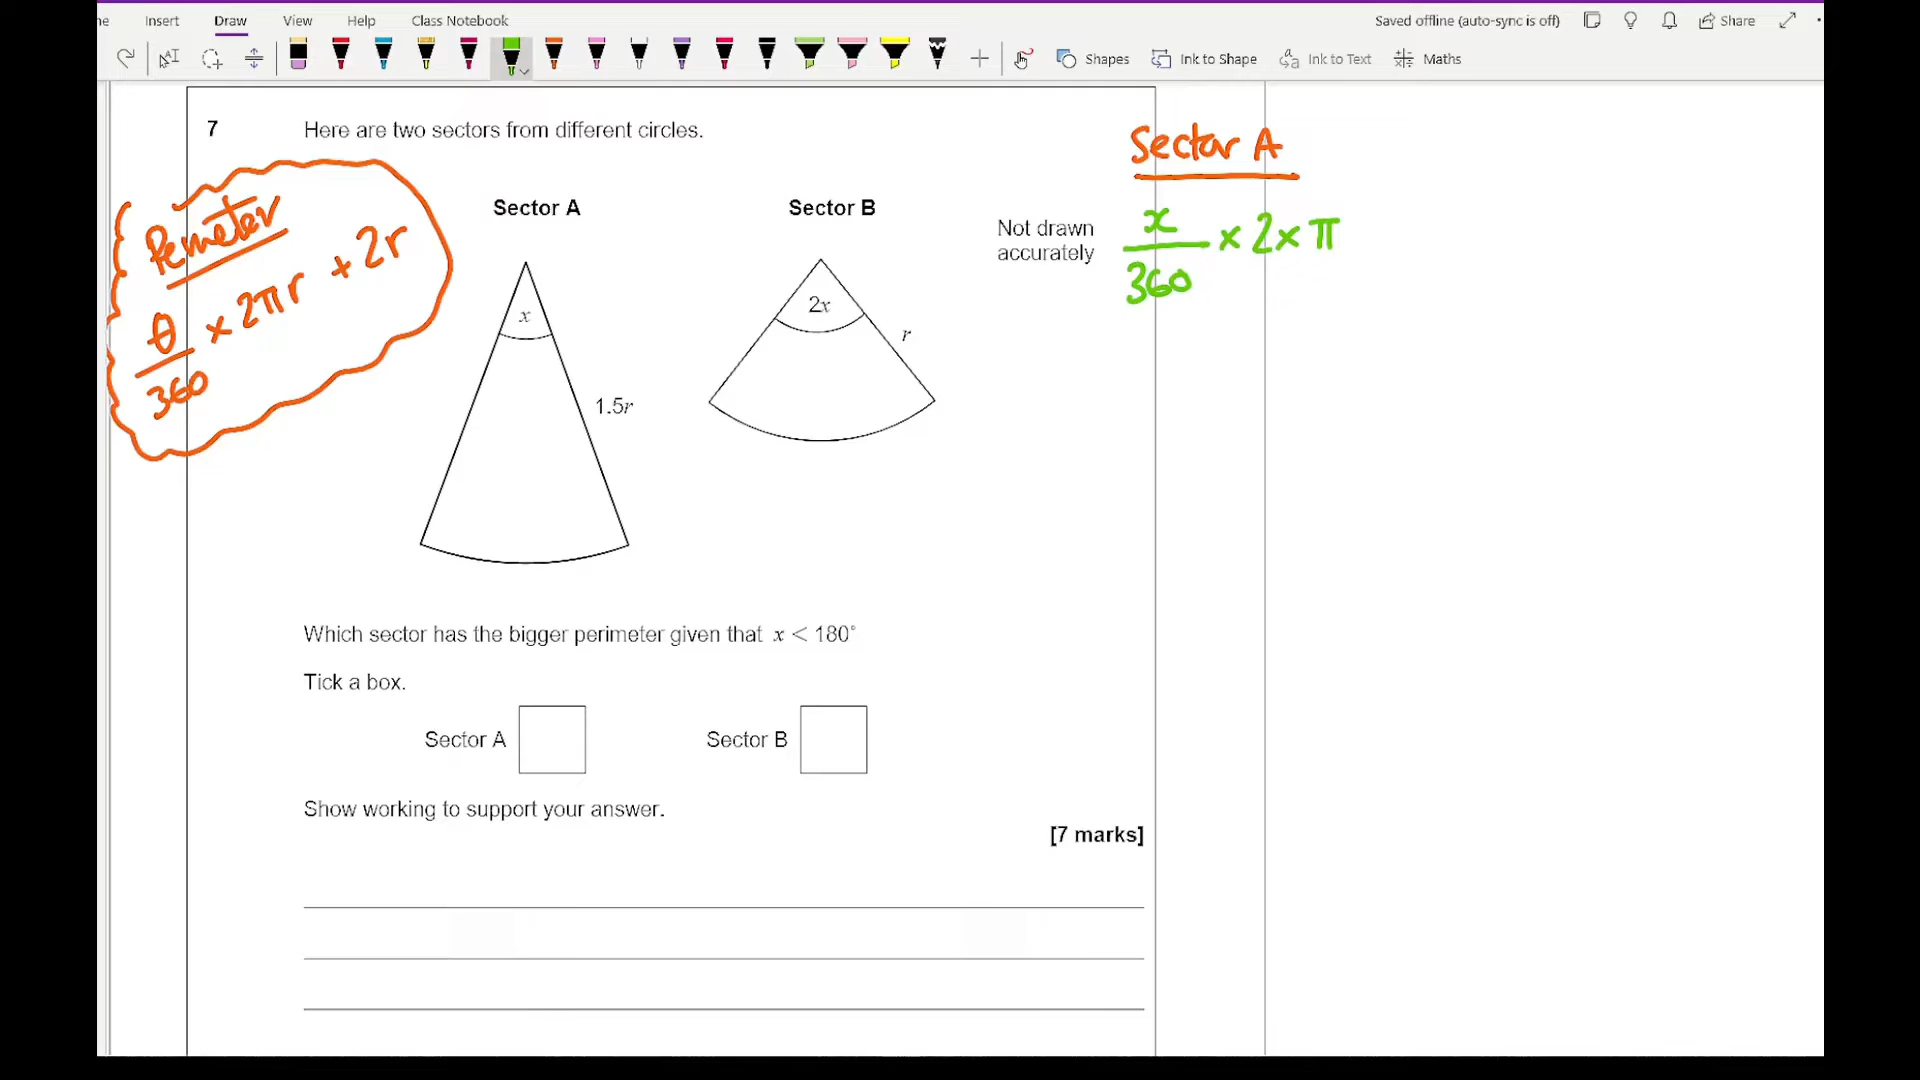 Insert Draw View Help Class Notebook
Saved offline (auto-sync is off) Share
Shapes Ink to Shape Ink to Text Maths
7 Here are two sectors from different circles.
Sector A
Perimeter
θ/360 × 2πr + 2r
Sector A
Sector B
Not drawn
accurately
x/360 × 2 × π
x
2x
r
1.5r
Which sector has the bigger perimeter given that x < 180°
Tick a box.
Sector A Sector B
Show working to support your answer.
[7 marks]